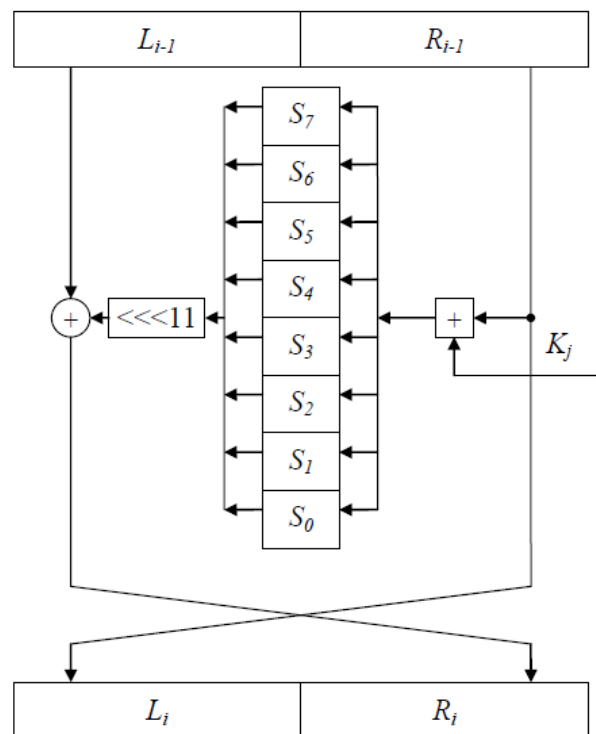 L_{i-1} R_{i-1}
S_7
S_6
S_5
S_4
+ <<<11 +
S_3
K_j
S_2
S_1
S_0
L_i R_i